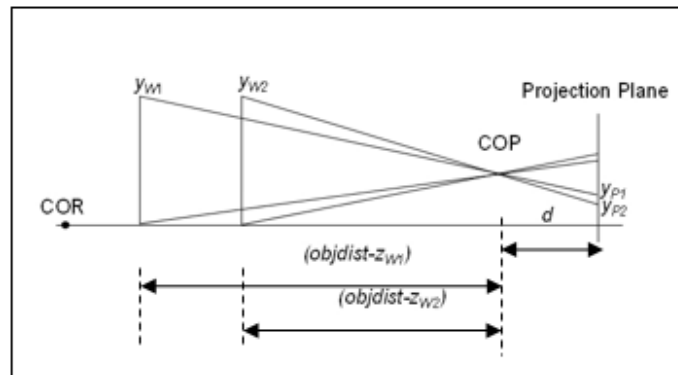 yW1
yW2
Projection Plane
COP
COR
yP1
yP2
d
(objdist-zW1)
(objdist-zW2)